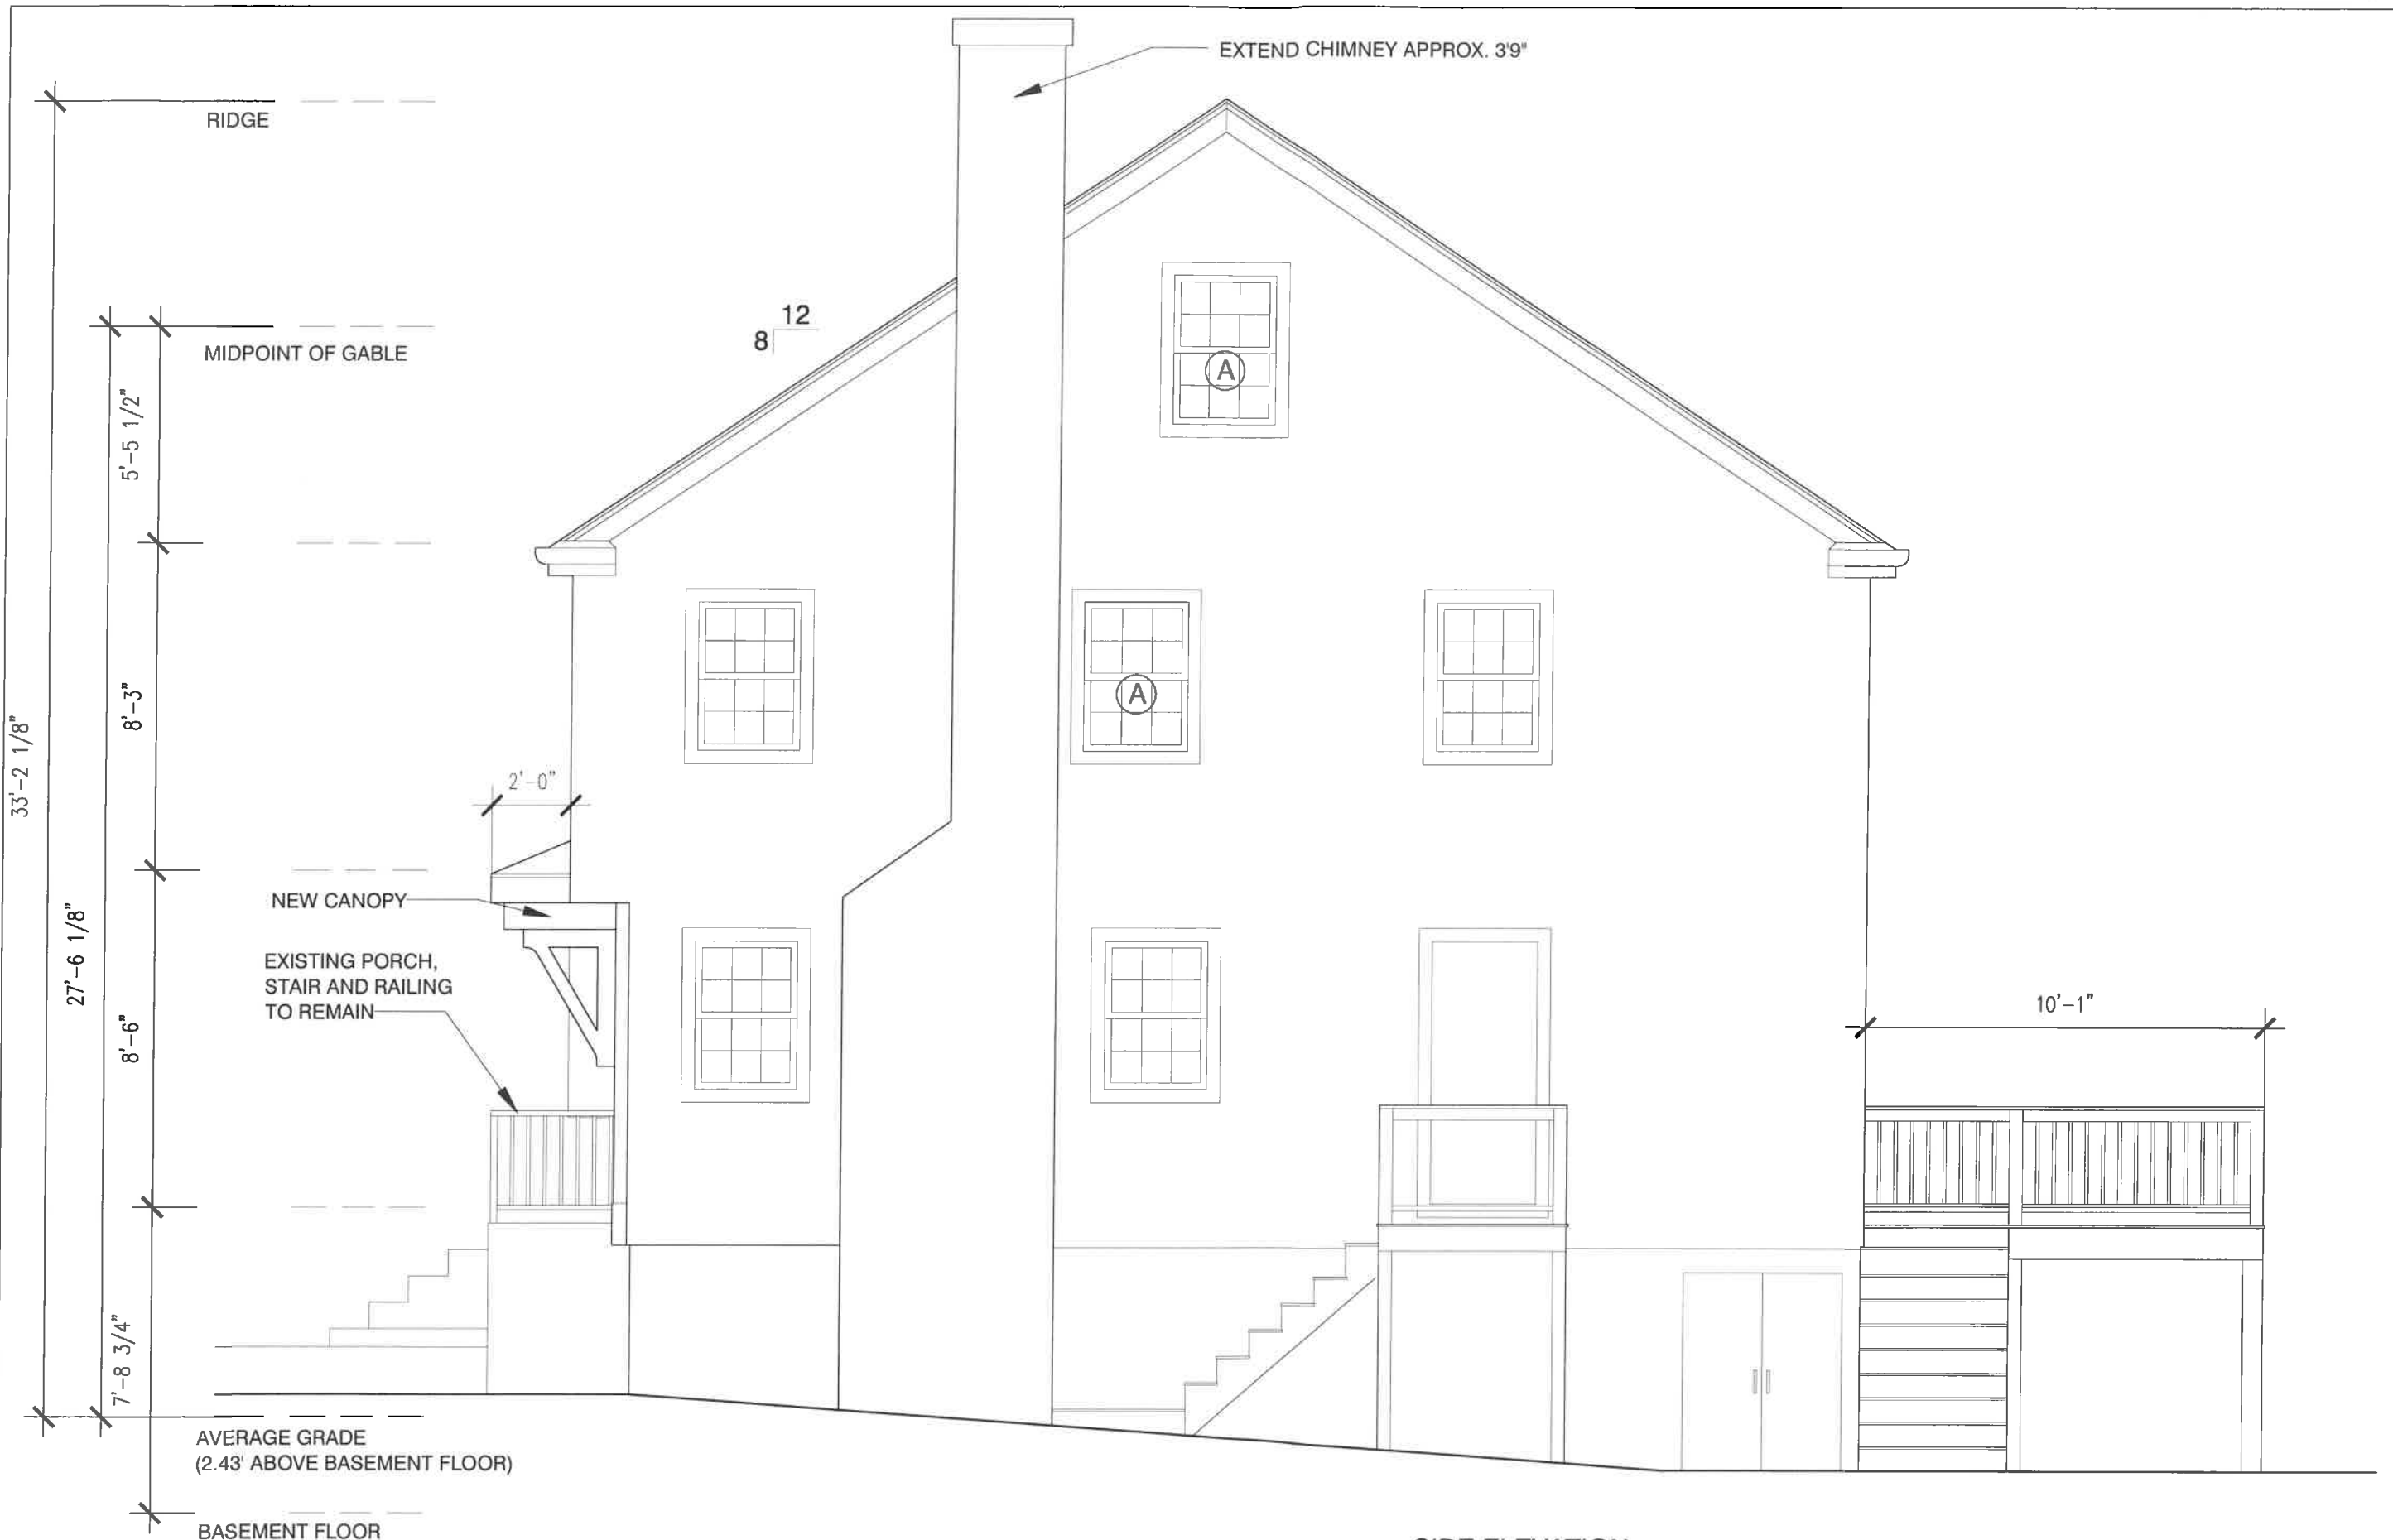 EXTEND CHIMNEY APPROX. 3'9"
RIDGE
12
8
MIDPOINT OF GABLE
A
5'-5 1/2"
A
8'-3"
33'-2 1/8"
2'-0"
NEW CANOPY
27'-6 1/8"
EXISTING PORCH,
STAIR AND RAILING
TO REMAIN
10'-1"
8'-6"
7'-8 3/4"
AVERAGE GRADE
(2.43' ABOVE BASEMENT FLOOR)
BASEMENT FLOOR
SIDE ELEVATION